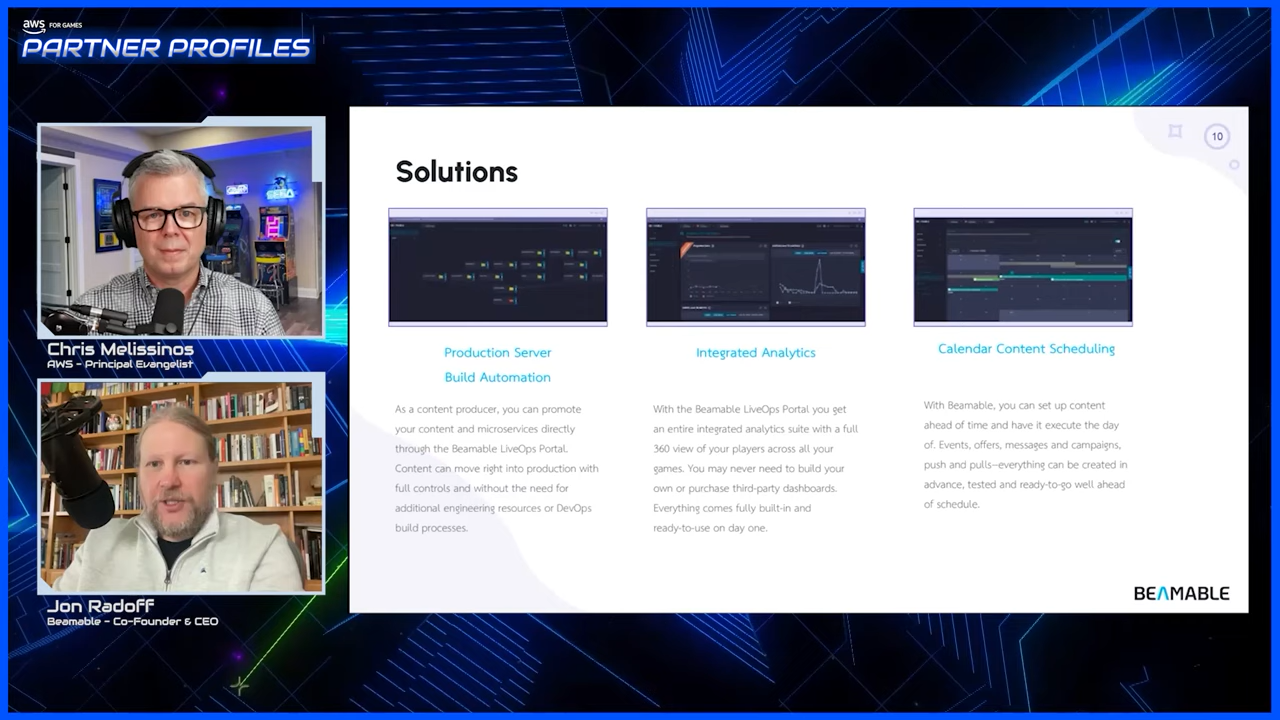 aws FOR GAMES
PARTNER PROFILES
Chris Melissinos
AWS - Principal Evangelist
Jon Radoff
Beamable - Co-Founder & CEO
10
Solutions
Production Server
Build Automation
As a content producer, you can promote
your content and microservices directly
through the Beamable LiveOps Portal.
Content can move right into production with
full controls and without the need for
additional engineering resources or DevOps
build processes.
Integrated Analytics
With the Beamable LiveOps Portal you get
an entire integrated analytics suite with a full
360 view of your players across all your
games. You may never need to build your
own or purchase third-party dashboards.
Everything comes fully built-in and
ready-to-use on day one.
Calendar Content Scheduling
With Beamable, you can set up content
ahead of time and have it execute the day
of. Events, offers, messages and campaigns,
push and pulls–everything can be created in
advance, tested and ready-to-go well ahead
of schedule.
BEAMABLE